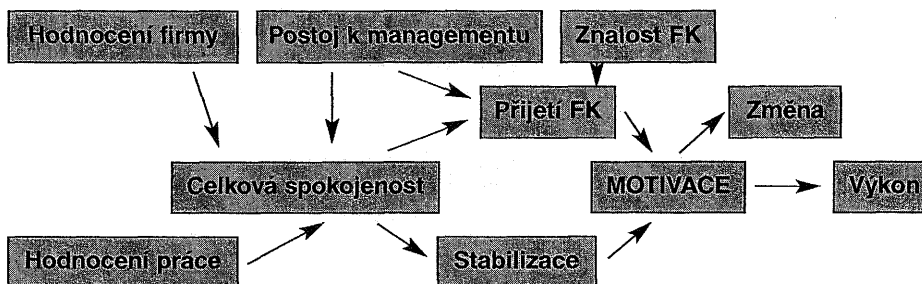 Hodnocení firmy
Postoj k managementu
Znalost FK
Přijetí FK
Změna
Celková spokojenost
MOTIVACE
Výkon
Hodnocení práce
Stabilizace